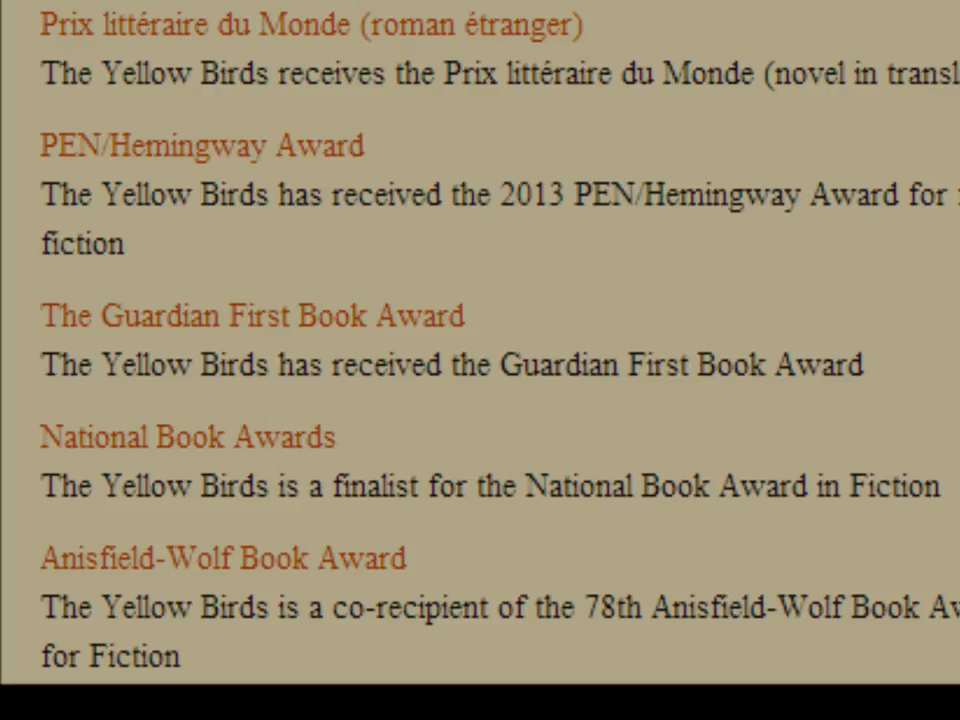 Prix littéraire du Monde (roman étranger)
The Yellow Birds receives the Prix littéraire du Monde (novel in transl
PEN/Hemingway Award
The Yellow Birds has received the 2013 PEN/Hemingway Award for
fiction
The Guardian First Book Award
The Yellow Birds has received the Guardian First Book Award
National Book Awards
The Yellow Birds is a finalist for the National Book Award in Fiction
Anisfield-Wolf Book Award
The Yellow Birds is a co-recipient of the 78th Anisfield-Wolf Book Aw
for Fiction